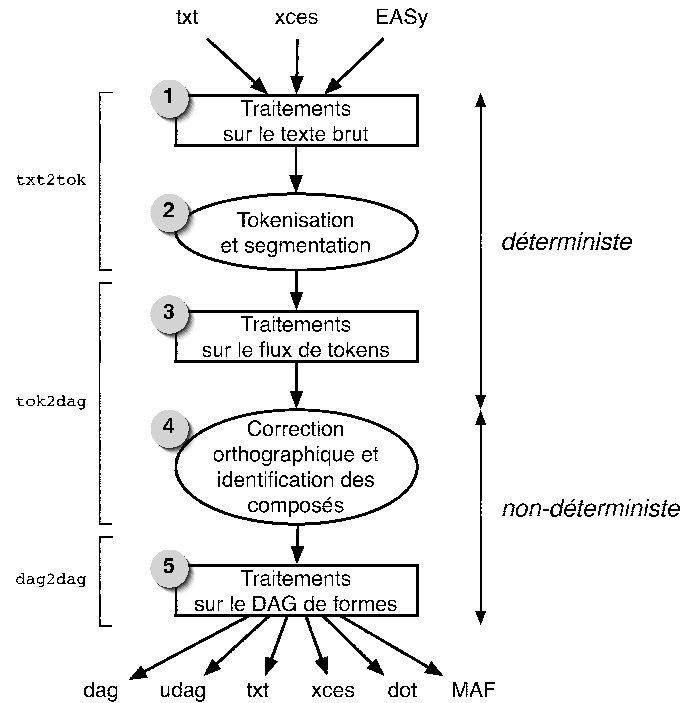 txt xces EASy
1
Traitements
sur le texte brut
txt2tok
2
Tokenisation
et segmentation
déterministe
3
Traitements
sur le flux de tokens
tok2dag
4
Correction
orthographique et
identification des
composés
non-déterministe
5
Traitements
sur le DAG de formes
dag2dag
dag udag txt xces dot MAF